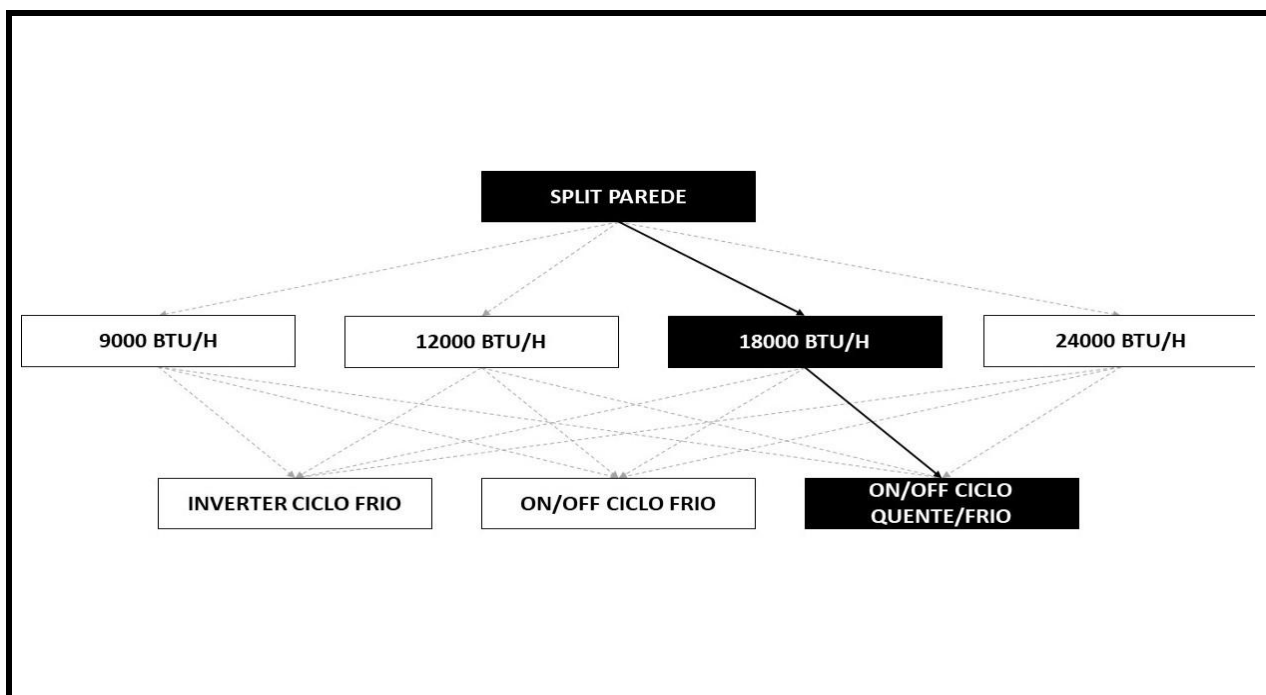 SPLIT PAREDE
9000 BTU/H
12000 BTU/H
18000 BTU/H
24000 BTU/H
INVERTER CICLO FRIO
ON/OFF CICLO FRIO
ON/OFF CICLO
QUENTE/FRIO